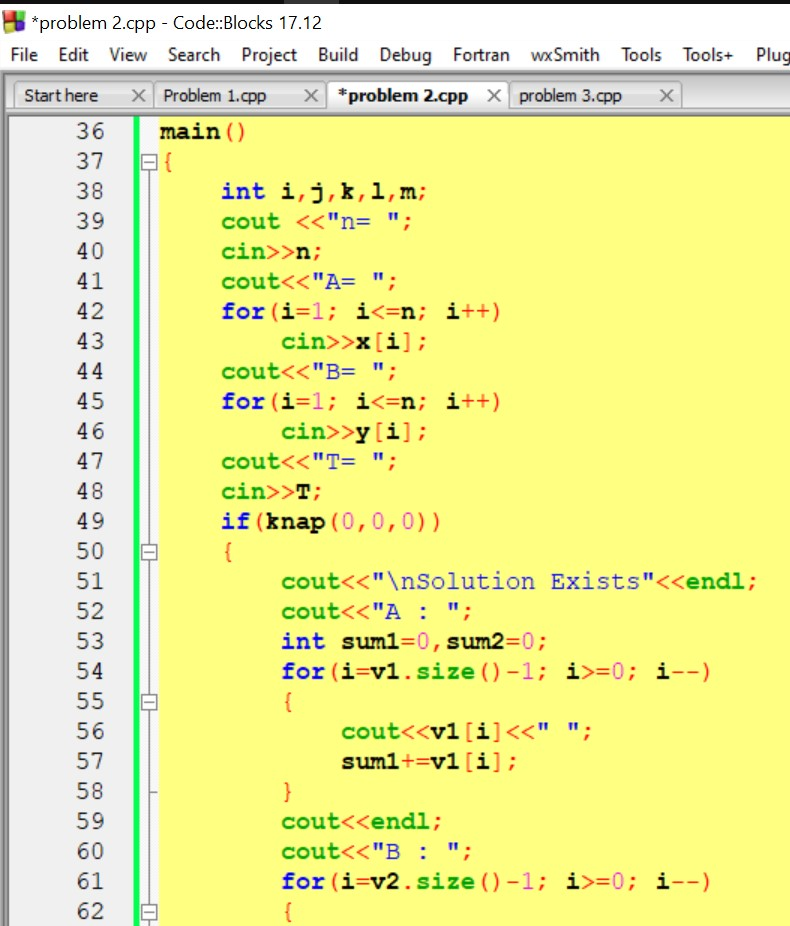 *problem 2.cpp - Code::Blocks 17.12
File Edit View Search Project Build Debug Fortran wxSmith Tools Tools+ Plug
Start here Problem 1.cpp *problem 2.cpp problem 3.cpp
36 main()
37 {
38 int i,j,k,l,m;
39 cout <<"n= ";
40 cin>>n;
41 cout<<"A= ";
42 for(i=1; i<=n; i++)
43 cin>>x[i];
44 cout<<"B= ";
45 for(i=1; i<=n; i++)
46 cin>>y[i];
47 cout<<"T= ";
48 cin>>T;
49 if(knap(0,0,0))
50 {
51 cout<<"\nSolution Exists"<<endl;
52 cout<<"A : ";
53 int sum1=0,sum2=0;
54 for(i=v1.size()-1; i>=0; i--)
55 {
56 cout<<v1[i]<<" ";
57 sum1+=v1[i];
58 }
59 cout<<endl;
60 cout<<"B : ";
61 for(i=v2.size()-1; i>=0; i--)
62 {